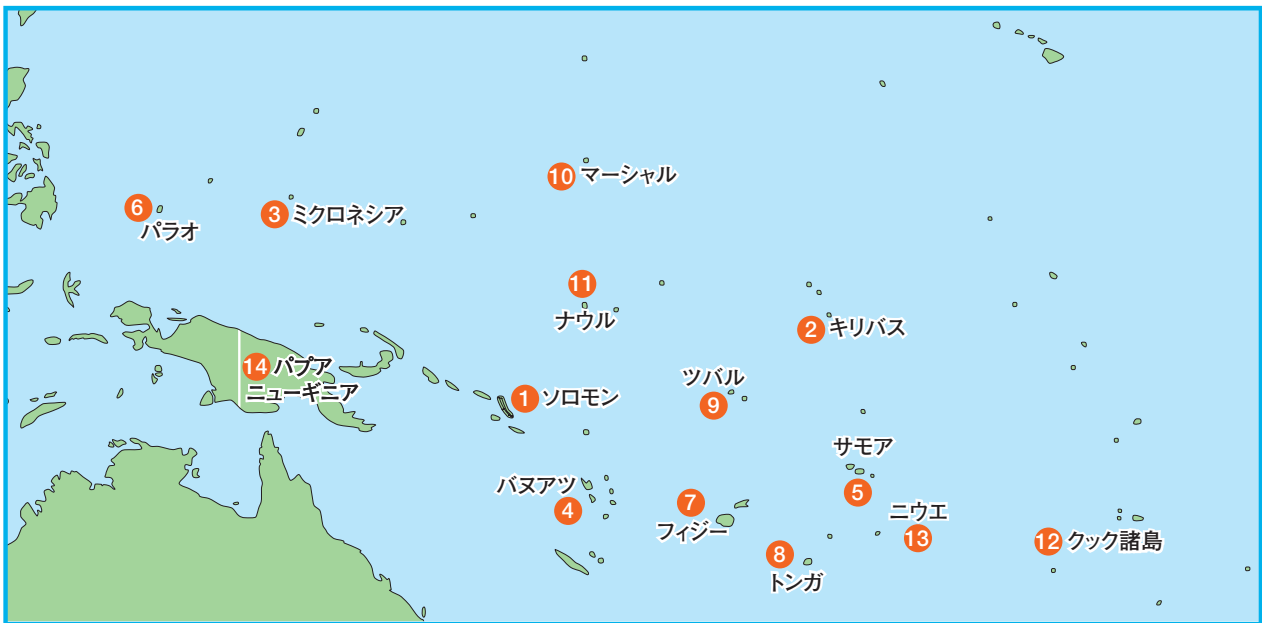 10 マーシャル
6
パラオ
3 ミクロネシア
11
ナウル
2 キリバス
14 パプア
ニューギニア
1 ソロモン
ツバル
9
サモア
5
バヌアツ
4
7
フィジー
ニウエ
13
12 クック諸島
8
トンガ